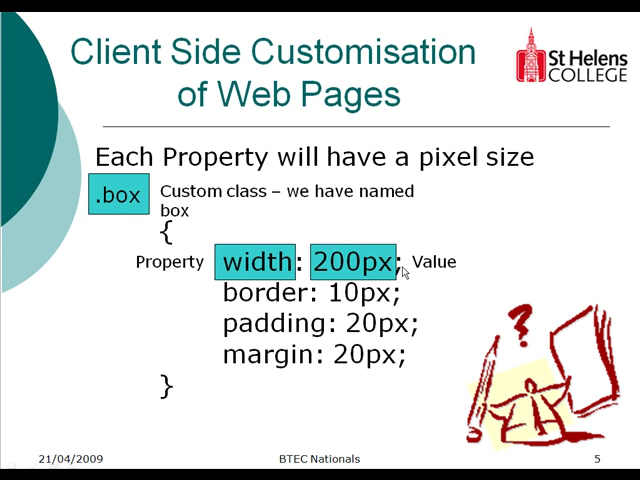 Client Side Customisation
of Web Pages
St Helens
COLLEGE
Each Property will have a pixel size
.box
Custom class – we have named
box
{
Property width: 200px; Value
border: 10px;
padding: 20px;
margin: 20px;
}
?
21/04/2009 BTEC Nationals 5